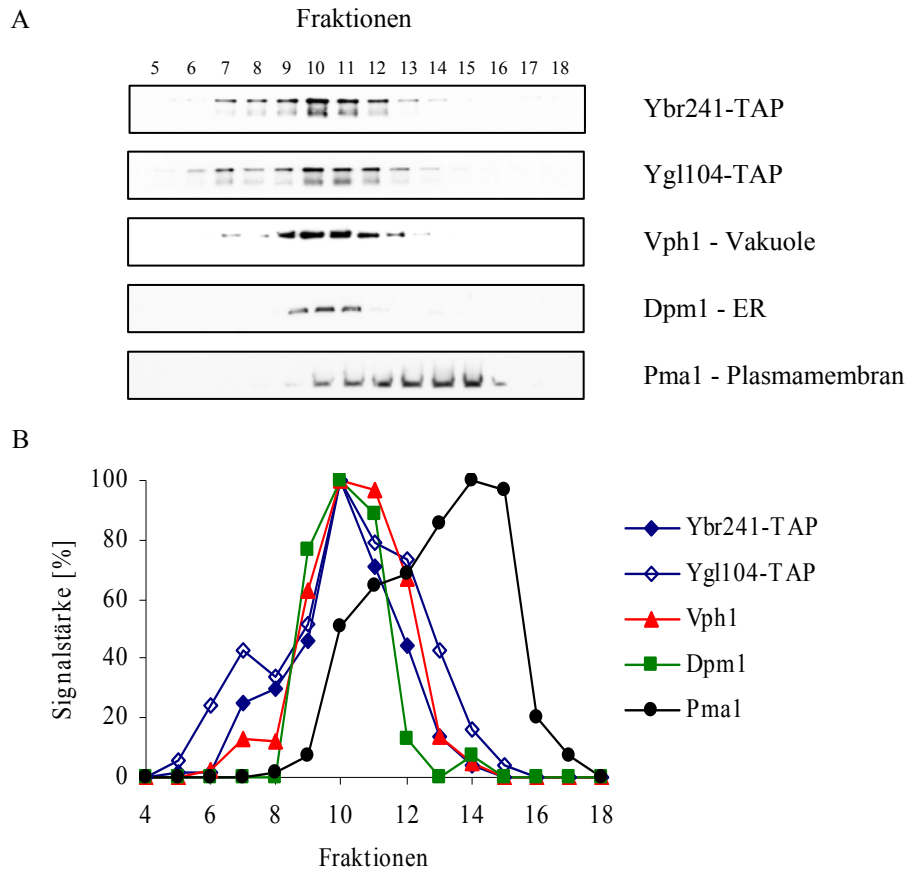 A
Fraktionen
5 6 7 8 9 10 11 12 13 14 15 16 17 18
Ybr241-TAP
Ygl104-TAP
Vph1 - Vakuole
Dpm1 - ER
Pma1 - Plasmamembran
B
Signalstärke [%]
100
80
60
40
20
0
4 6 8 10 12 14 16 18
Fraktionen
Ybr241-TAP
Ygl104-TAP
Vph1
Dpm1
Pma1